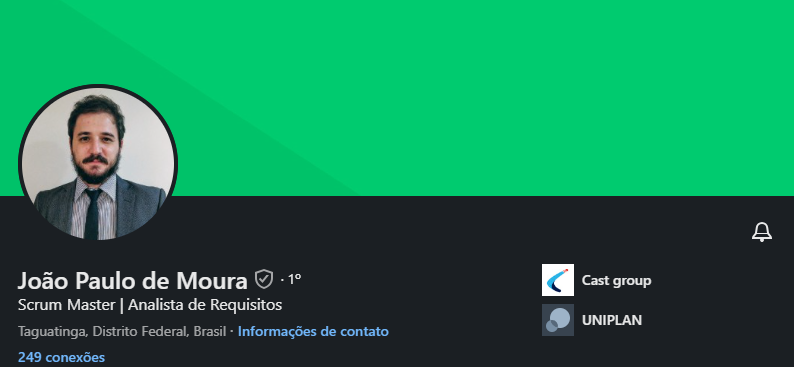 João Paulo de Moura · 1º
Scrum Master | Analista de Requisitos
Taguatinga, Distrito Federal, Brasil · Informações de contato
249 conexões
Cast group
UNIPLAN